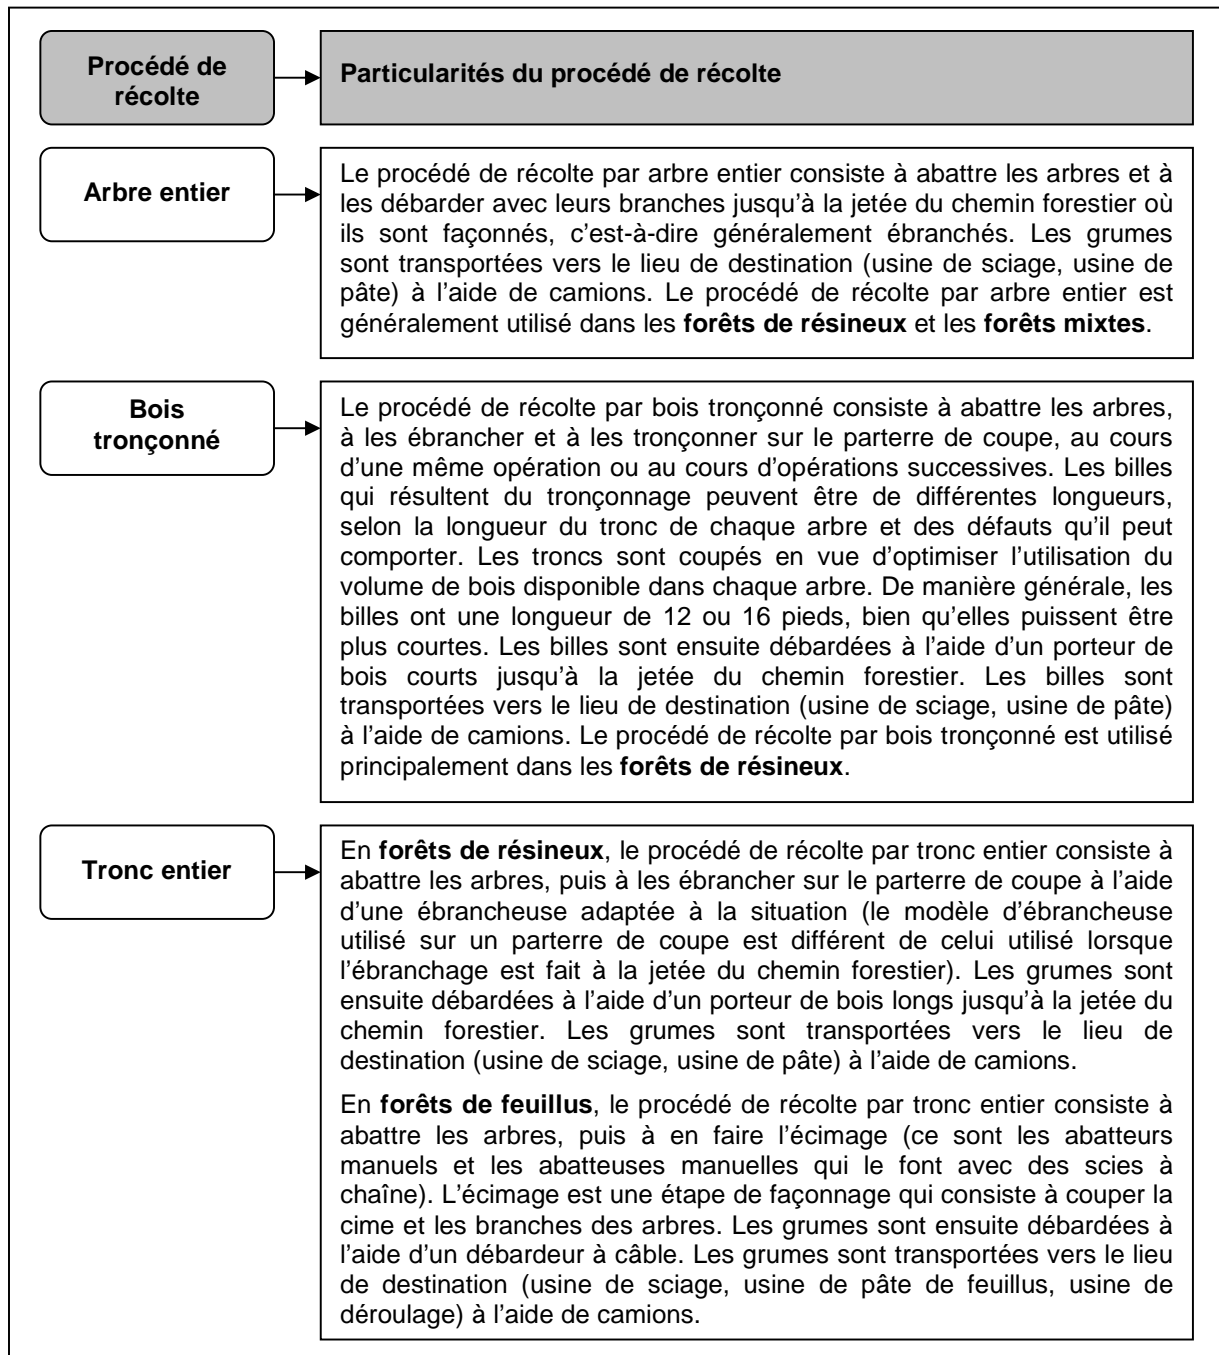 Procédé de
récolte
Particularités du procédé de récolte
Arbre entier
Le procédé de récolte par arbre entier consiste à abattre les arbres et à
les débarder avec leurs branches jusqu’à la jetée du chemin forestier où
ils sont façonnés, c’est-à-dire généralement ébranchés. Les grumes
sont transportées vers le lieu de destination (usine de sciage, usine de
pâte) à l’aide de camions. Le procédé de récolte par arbre entier est
généralement utilisé dans les forêts de résineux et les forêts mixtes.
Bois
tronçonné
Le procédé de récolte par bois tronçonné consiste à abattre les arbres,
à les ébrancher et à les tronçonner sur le parterre de coupe, au cours
d’une même opération ou au cours d’opérations successives. Les billes
qui résultent du tronçonnage peuvent être de différentes longueurs,
selon la longueur du tronc de chaque arbre et des défauts qu’il peut
comporter. Les troncs sont coupés en vue d’optimiser l’utilisation du
volume de bois disponible dans chaque arbre. De manière générale, les
billes ont une longueur de 12 ou 16 pieds, bien qu’elles puissent être
plus courtes. Les billes sont ensuite débardées à l’aide d’un porteur de
bois courts jusqu’à la jetée du chemin forestier. Les billes sont
transportées vers le lieu de destination (usine de sciage, usine de pâte)
à l’aide de camions. Le procédé de récolte par bois tronçonné est utilisé
principalement dans les forêts de résineux.
Tronc entier
En forêts de résineux, le procédé de récolte par tronc entier consiste à
abattre les arbres, puis à les ébrancher sur le parterre de coupe à l’aide
d’une ébrancheuse adaptée à la situation (le modèle d’ébrancheuse
utilisé sur un parterre de coupe est différent de celui utilisé lorsque
l’ébranchage est fait à la jetée du chemin forestier). Les grumes sont
ensuite débardées à l’aide d’un porteur de bois longs jusqu’à la jetée du
chemin forestier. Les grumes sont transportées vers le lieu de
destination (usine de sciage, usine de pâte) à l’aide de camions.
En forêts de feuillus, le procédé de récolte par tronc entier consiste à
abattre les arbres, puis à en faire l’écimage (ce sont les abatteurs
manuels et les abatteuses manuelles qui le font avec des scies à
chaîne). L’écimage est une étape de façonnage qui consiste à couper la
cime et les branches des arbres. Les grumes sont ensuite débardées à
l’aide d’un débardeur à câble. Les grumes sont transportées vers le lieu
de destination (usine de sciage, usine de pâte de feuillus, usine de
déroulage) à l’aide de camions.